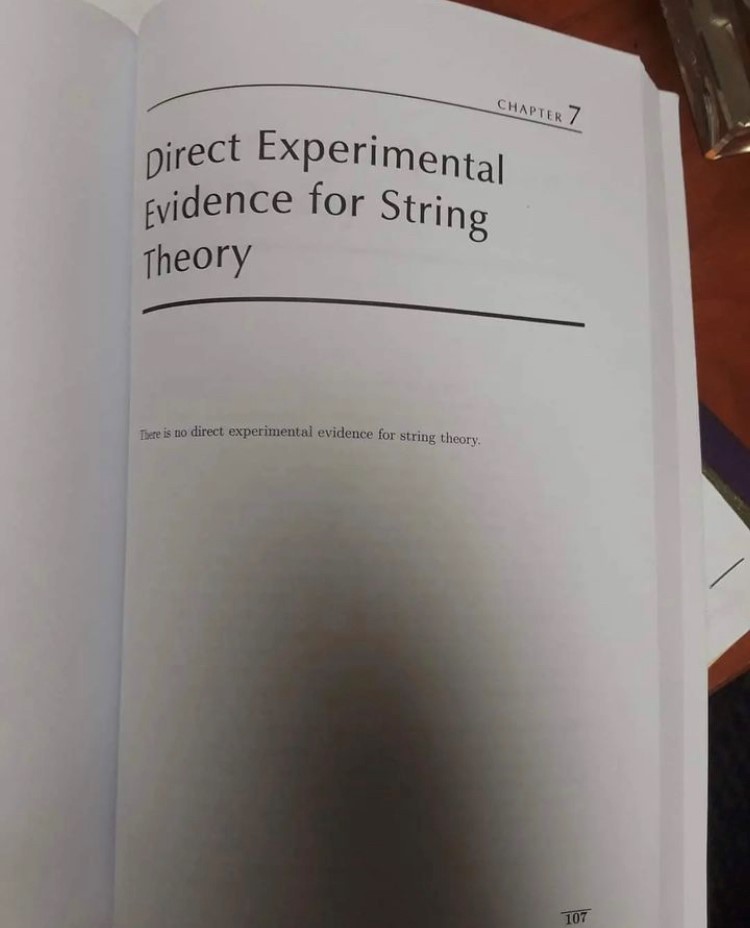 CHAPTER 7
Direct Experimental
Evidence for String
Theory
There is no direct experimental evidence for string theory.
107